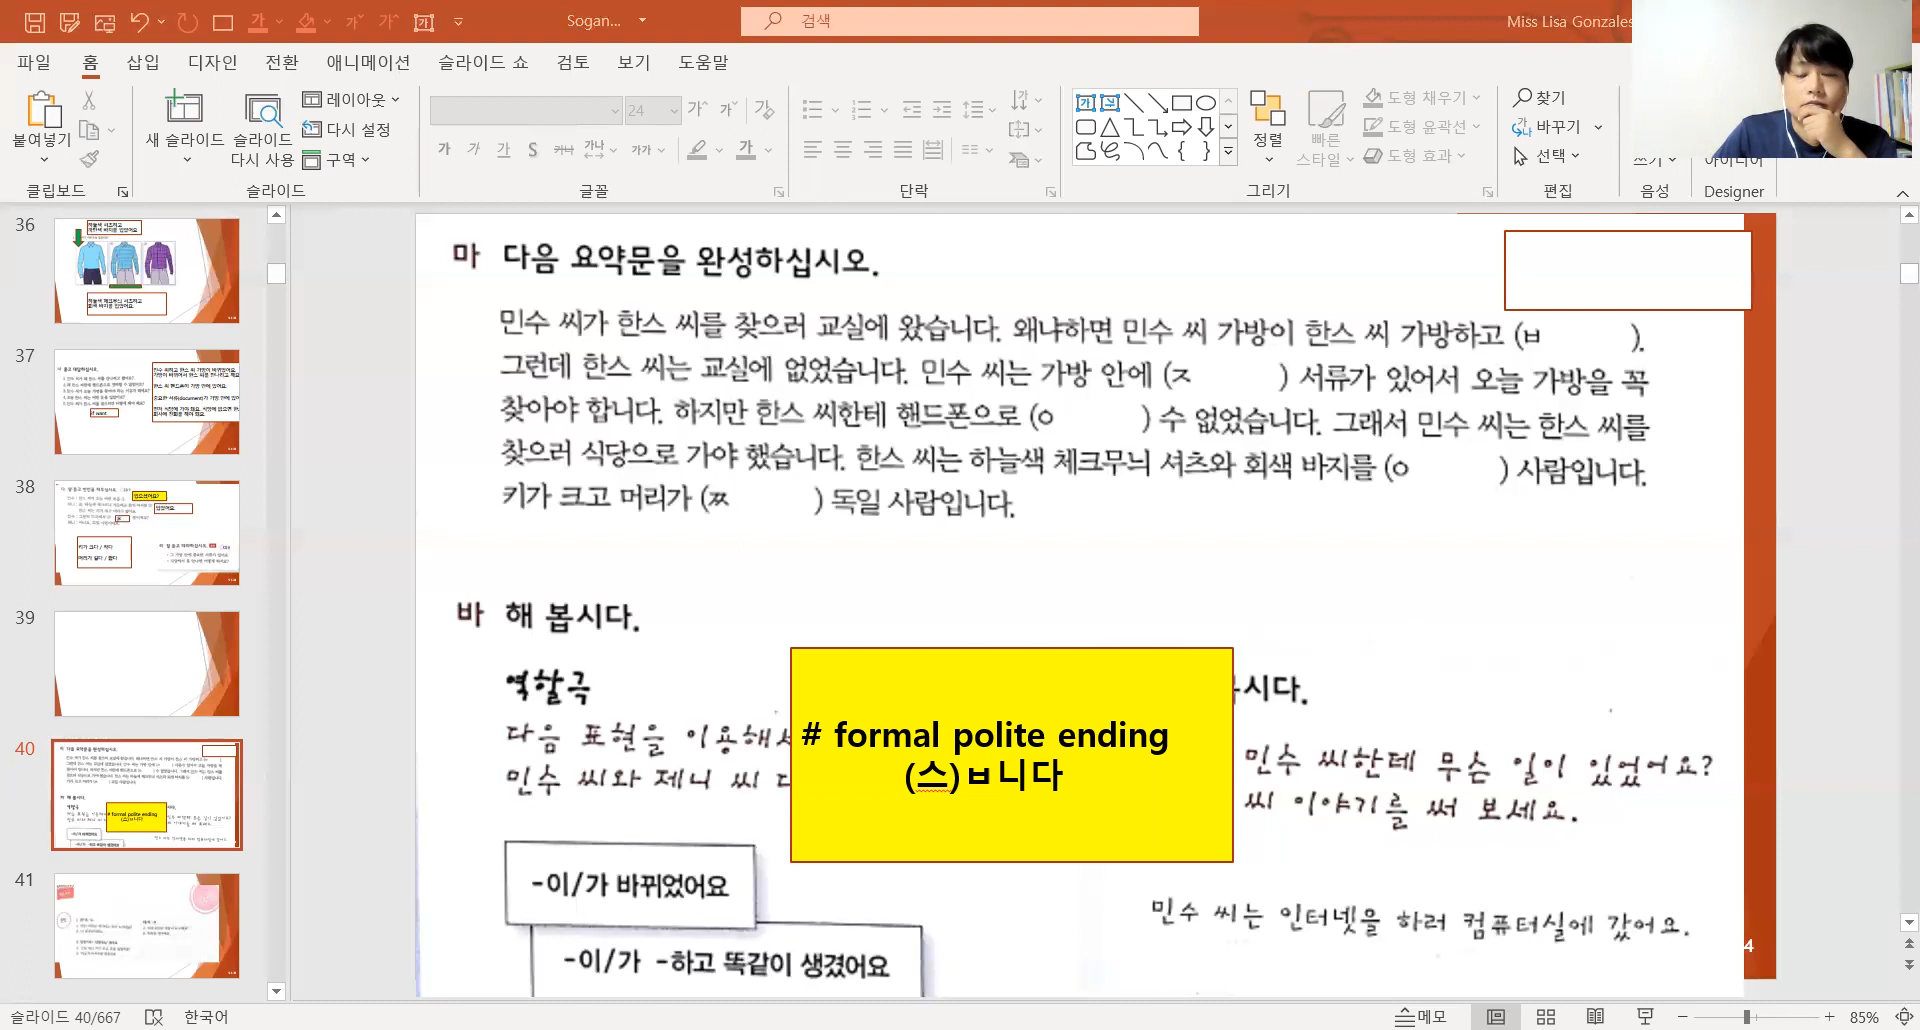 Sogan...
검색
Miss Lisa Gonzales
파일 홈 삽입 디자인 전환 애니메이션 슬라이드 쇼 검토 보기 도움말
붙여넣기
클립보드
새 슬라이드
슬라이드 다시 사용
레이아웃
다시 설정
구역
슬라이드
24
글꼴
단락
정렬
빠른 스타일
도형 채우기
도형 윤곽선
도형 효과
그리기
찾기
바꾸기
선택
편집
음성
Designer
36
37
38
39
40
41
마 다음 요약문을 완성하십시오.
민수 씨가 한스 씨를 찾으러 교실에 왔습니다. 왜냐하면 민수 씨 가방이 한스 씨 가방하고 (ㅂ ).
그런데 한스 씨는 교실에 없었습니다. 민수 씨는 가방 안에 (ㅈ ) 서류가 있어서 오늘 가방을 꼭
찾아야 합니다. 하지만 한스 씨한테 핸드폰으로 (ㅇ ) 수 없었습니다. 그래서 민수 씨는 한스 씨를
찾으러 식당으로 가야 했습니다. 한스 씨는 하늘색 체크무늬 셔츠와 회색 바지를 (ㅇ ) 사람입니다.
키가 크고 머리가 (ㅉ ) 독일 사람입니다.
바 해 봅시다.
역할극
시다.
다음 표현을 이용해서
민수 씨와 제니 씨
# formal polite ending
(스)ㅂ니다
민수 씨한테 무슨 일이 있었어요?
씨 이야기를 써 보세요.
-이/가 바뀌었어요
-이/가 -하고 똑같이 생겼어요
민수 씨는 인터넷을 하러 컴퓨터실에 갔어요.
4
슬라이드 40/667
한국어
메모
85%